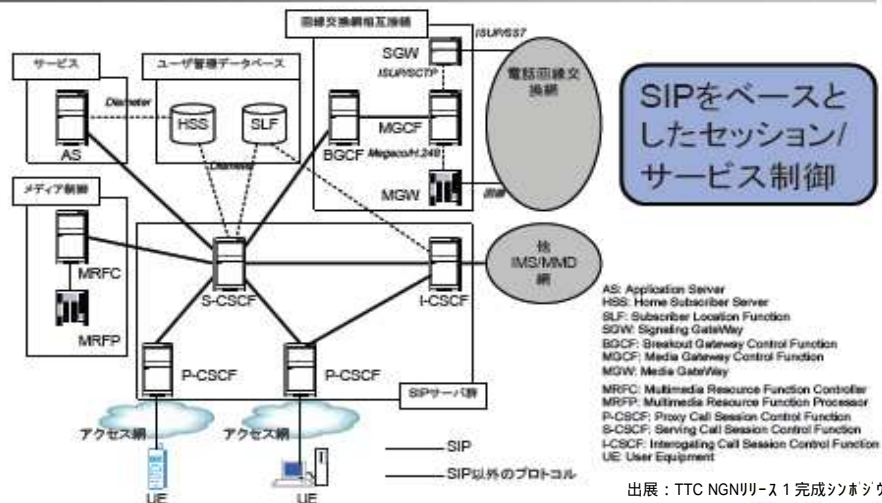 回線交換網相互接続
SGW
ISUP/SS7
ISUP/SCTP
電話回線交
換網
サービス
ユーザ管理データベース
Diameter
HSS
SLF
AS
BGCF
MGCF
Megaco/H.248
Diameter
MGW
回線
SIPをベースと
したセッション/
サービス制御
メディア制御
MRFC
MRFP
S-CSCF
I-CSCF
他
IMS/MMD
網
P-CSCF
P-CSCF
SIPサーバ群
アクセス網
アクセス網
UE
UE
SIP
SIP以外のプロトコル
AS: Application Server
HSS: Home Subscriber Server
SLF: Subscriber Location Function
SGW: Signaling GateWay
BGCF: Breakout Gateway Control Function
MGCF: Media Gateway Control Function
MGW: Media GateWay
MRFC: Multimedia Resource Function Controller
MRFP: Multimedia Resource Function Processor
P-CSCF: Proxy Call Session Control Function
S-CSCF: Serving Call Session Control Function
I-CSCF: Interogating Call Session Control Function
UE: User Equipment
出展：TTC NGNリリース１完成シンポジウ